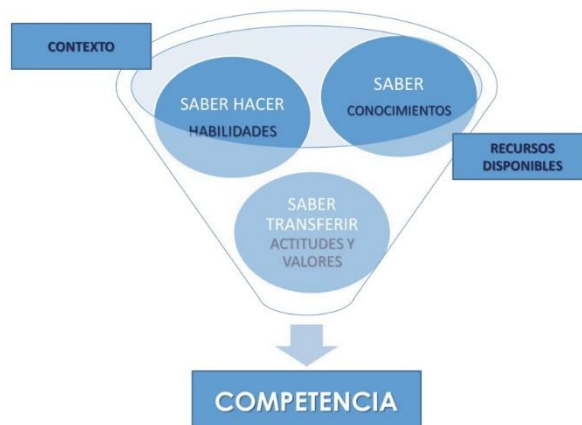 CONTEXTO
SABER HACER
HABILIDADES
SABER
CONOCIMIENTOS
RECURSOS
DISPONIBLES
SABER
TRANSFERIR
ACTITUDES Y
VALORES
COMPETENCIA